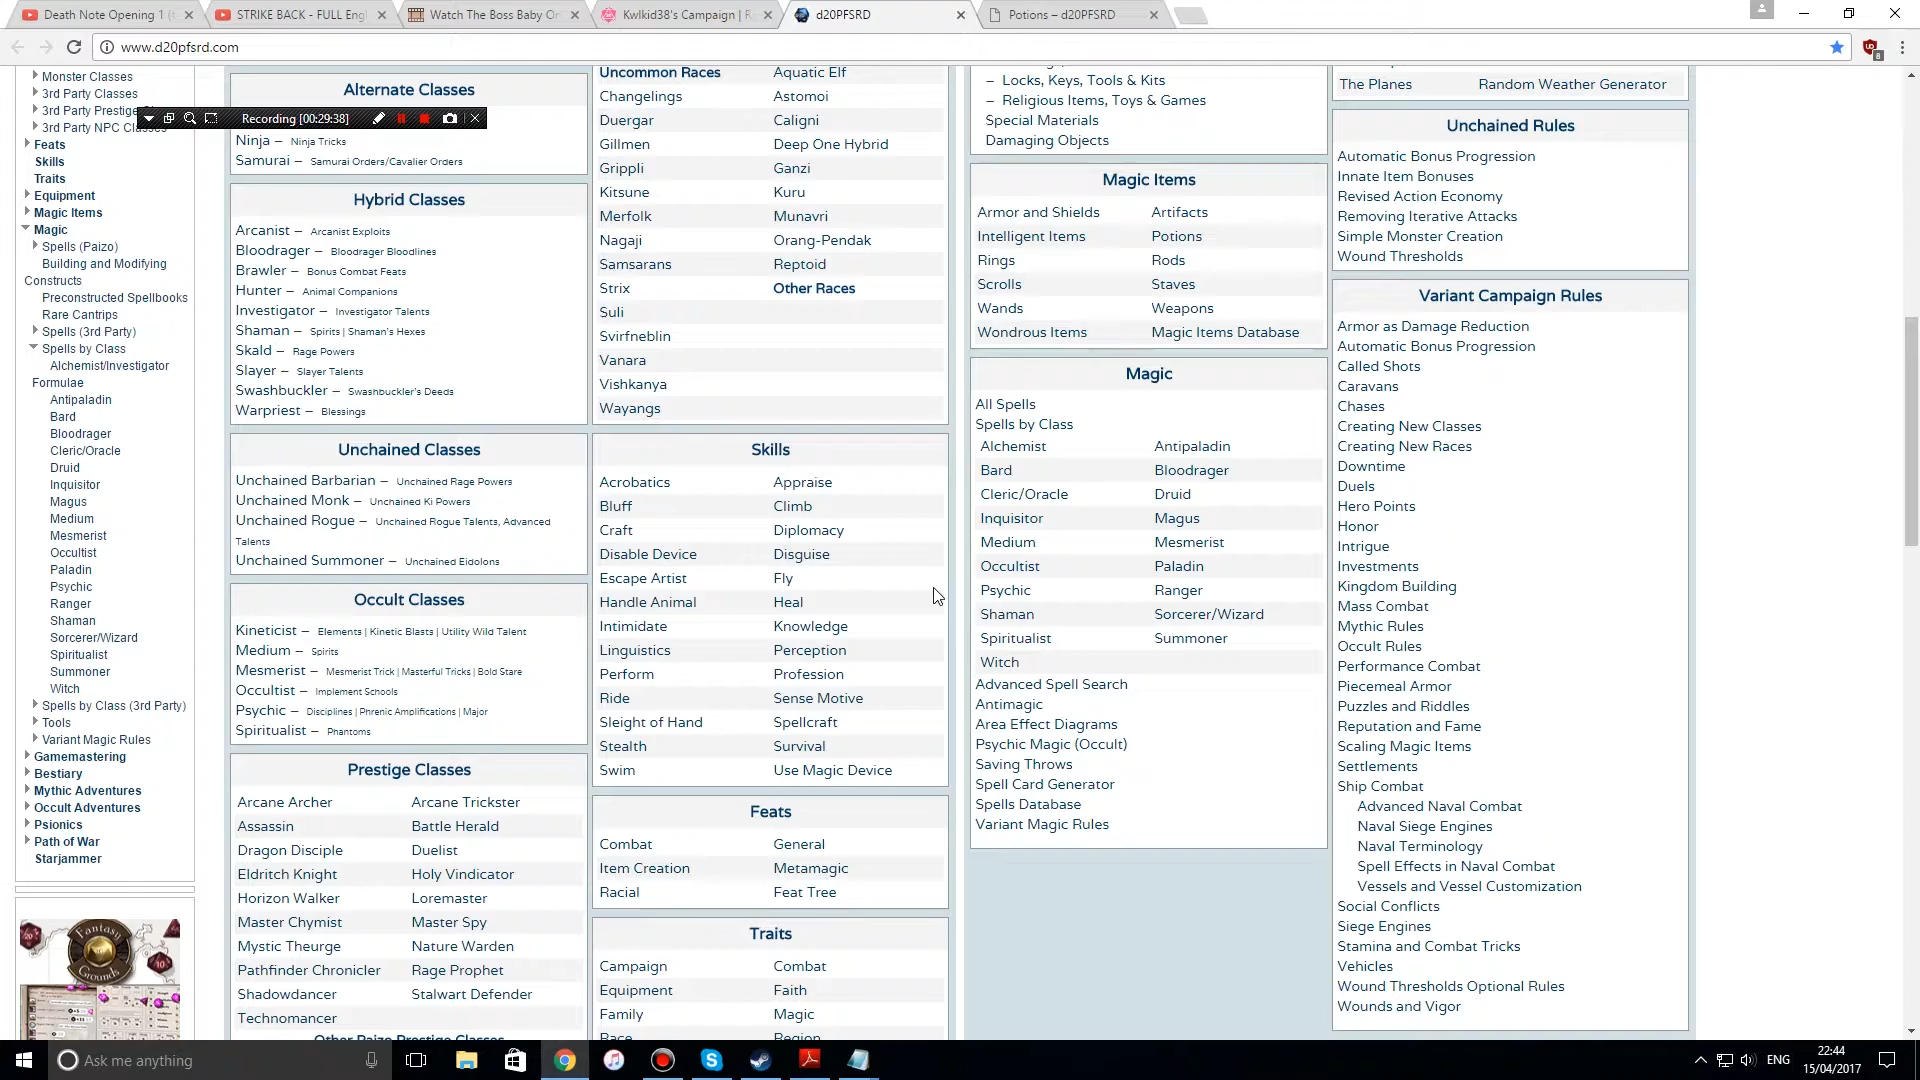 Death Note Opening 1 (
STRIKE BACK - FULL Engl
Watch The Boss Baby On
Kwlkid38's Campaign | R
d20PFSRD
Potions – d20PFSRD
www.d20pfsrd.com
Monster Classes
3rd Party Classes
3rd Party Prestige
3rd Party NPC Classes
Feats
Skills
Traits
Equipment
Magic Items
Magic
Spells (Paizo)
Building and Modifying
Constructs
Preconstructed Spellbooks
Rare Cantrips
Spells (3rd Party)
Spells by Class
Alchemist/Investigator
Formulae
Antipaladin
Bard
Bloodrager
Cleric/Oracle
Druid
Inquisitor
Magus
Medium
Mesmerist
Occultist
Paladin
Psychic
Ranger
Shaman
Sorcerer/Wizard
Spiritualist
Summoner
Witch
Spells by Class (3rd Party)
Tools
Variant Magic Rules
Gamemastering
Bestiary
Mythic Adventures
Occult Adventures
Psionics
Path of War
Starjammer
Fantasy
Grounds
Recording [00:29:38]
Alternate Classes
Ninja – Ninja Tricks
Samurai – Samurai Orders/Cavalier Orders
Hybrid Classes
Arcanist – Arcanist Exploits
Bloodrager – Bloodrager Bloodlines
Brawler – Bonus Combat Feats
Hunter – Animal Companions
Investigator – Investigator Talents
Shaman – Spirits | Shaman's Hexes
Skald – Rage Powers
Slayer – Slayer Talents
Swashbuckler – Swashbuckler's Deeds
Warpriest – Blessings
Unchained Classes
Unchained Barbarian – Unchained Rage Powers
Unchained Monk – Unchained Ki Powers
Unchained Rogue – Unchained Rogue Talents, Advanced
Talents
Unchained Summoner – Unchained Eidolons
Occult Classes
Kineticist – Elements | Kinetic Blasts | Utility Wild Talent
Medium – Spirits
Mesmerist – Mesmerist Trick | Masterful Tricks | Bold Stare
Occultist – Implement Schools
Psychic – Disciplines | Phrenic Amplifications | Major
Spiritualist – Phantoms
Prestige Classes
Arcane Archer Arcane Trickster
Assassin Battle Herald
Dragon Disciple Duelist
Eldritch Knight Holy Vindicator
Horizon Walker Loremaster
Master Chymist Master Spy
Mystic Theurge Nature Warden
Pathfinder Chronicler Rage Prophet
Shadowdancer Stalwart Defender
Technomancer
Other Paizo Prestige Classes
Uncommon Races Aquatic Elf
Changelings Astomoi
Duergar Caligni
Gillmen Deep One Hybrid
Grippli Ganzi
Kitsune Kuru
Merfolk Munavri
Nagaji Orang-Pendak
Samsarans Reptoid
Strix Other Races
Suli
Svirfneblin
Vanara
Vishkanya
Wayangs
Skills
Acrobatics Appraise
Bluff Climb
Craft Diplomacy
Disable Device Disguise
Escape Artist Fly
Handle Animal Heal
Intimidate Knowledge
Linguistics Perception
Perform Profession
Ride Sense Motive
Sleight of Hand Spellcraft
Stealth Survival
Swim Use Magic Device
Feats
Combat General
Item Creation Metamagic
Racial Feat Tree
Traits
Campaign Combat
Equipment Faith
Family Magic
Race Region
– Locks, Keys, Tools & Kits
– Religious Items, Toys & Games
Special Materials
Damaging Objects
Magic Items
Armor and Shields Artifacts
Intelligent Items Potions
Rings Rods
Scrolls Staves
Wands Weapons
Wondrous Items Magic Items Database
Magic
All Spells
Spells by Class
Alchemist Antipaladin
Bard Bloodrager
Cleric/Oracle Druid
Inquisitor Magus
Medium Mesmerist
Occultist Paladin
Psychic Ranger
Shaman Sorcerer/Wizard
Spiritualist Summoner
Witch
Advanced Spell Search
Antimagic
Area Effect Diagrams
Psychic Magic (Occult)
Saving Throws
Spell Card Generator
Spells Database
Variant Magic Rules
The Planes Random Weather Generator
Unchained Rules
Automatic Bonus Progression
Innate Item Bonuses
Revised Action Economy
Removing Iterative Attacks
Simple Monster Creation
Wound Thresholds
Variant Campaign Rules
Armor as Damage Reduction
Automatic Bonus Progression
Called Shots
Caravans
Chases
Creating New Classes
Creating New Races
Downtime
Duels
Hero Points
Honor
Intrigue
Investments
Kingdom Building
Mass Combat
Mythic Rules
Occult Rules
Performance Combat
Piecemeal Armor
Puzzles and Riddles
Reputation and Fame
Scaling Magic Items
Settlements
Ship Combat
Advanced Naval Combat
Naval Siege Engines
Naval Terminology
Spell Effects in Naval Combat
Vessels and Vessel Customization
Social Conflicts
Siege Engines
Stamina and Combat Tricks
Vehicles
Wound Thresholds Optional Rules
Wounds and Vigor
Ask me anything
ENG
22:44
15/04/2017